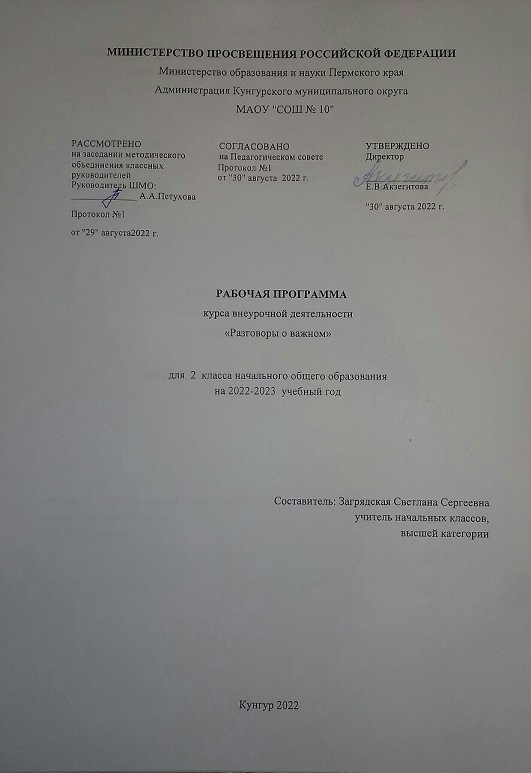 МИНИСТЕРСТВО ПРОСВЕЩЕНИЯ РОССИЙСКОЙ ФЕДЕРАЦИИ
Министерство образования и науки Пермского края
Администрация Кунгурского муниципального округа
МАОУ "СОШ № 10"
РАССМОТРЕНО
на заседании методического
объединения классных
руководителей
Руководитель ШМО:
А.А.Петухова
Протокол №1
от "29" августа2022 г.
СОГЛАСОВАНО
на Педагогическом совете
Протокол №1
от "30" августа 2022 г.
УТВЕРЖДЕНО
Директор
Е.В.Акзегитова
"30" августа 2022 г.
РАБОЧАЯ ПРОГРАММА
курса внеурочной деятельности
«Разговоры о важном»
для 2 класса начального общего образования
на 2022-2023 учебный год
Составитель: Загрядская Светлана Сергеевна
учитель начальных классов,
высшей категории
Кунгур 2022